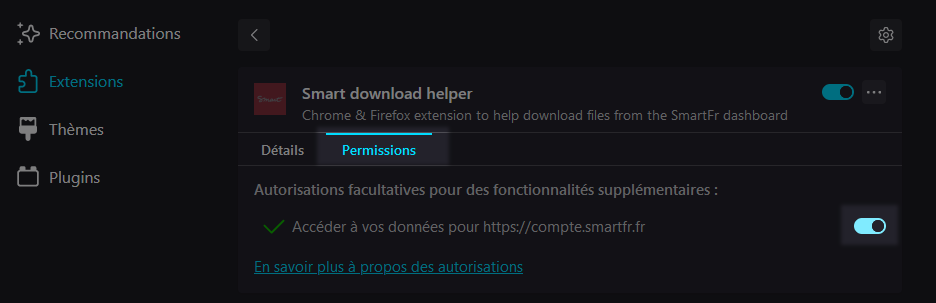 Recommandations
Extensions
Thèmes
Plugins
Smart download helper
Chrome & Firefox extension to help download files from the SmartFr dashboard
Détails
Permissions
Autorisations facultatives pour des fonctionnalités supplémentaires :
Accéder à vos données pour https://compte.smartfr.fr
En savoir plus à propos des autorisations